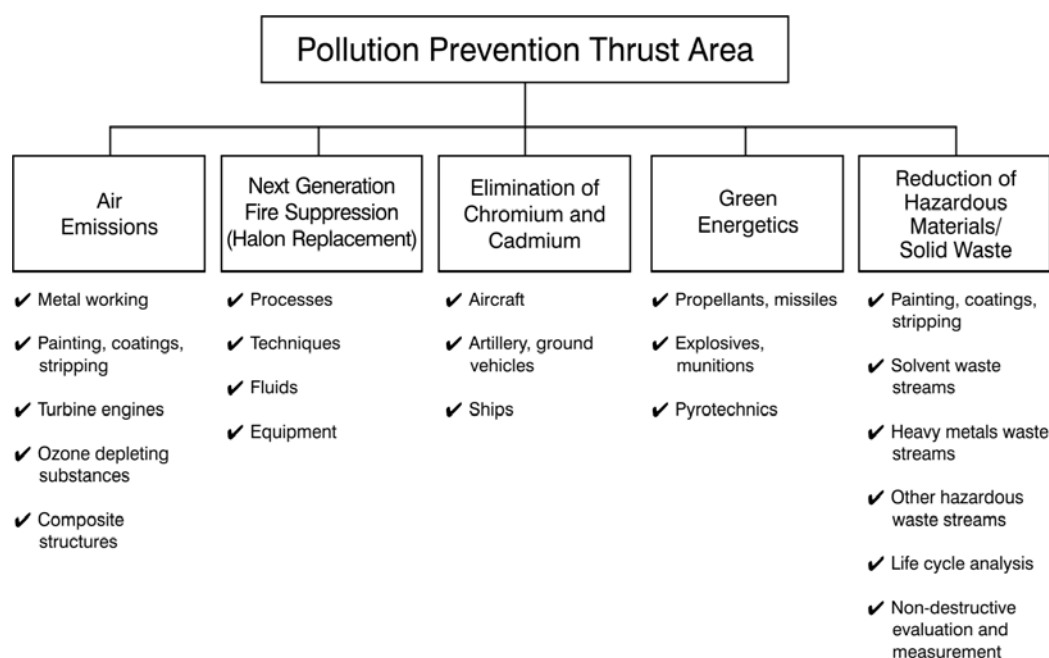 Pollution Prevention Thrust Area
Air
Emissions
Next Generation
Fire Suppression
(Halon Replacement)
Elimination of
Chromium and
Cadmium
Green
Energetics
Reduction of
Hazardous
Materials/
Solid Waste
✔ Metal working
✔ Painting, coatings,
stripping
✔ Turbine engines
✔ Ozone depleting
substances
✔ Composite
structures
✔ Processes
✔ Techniques
✔ Fluids
✔ Equipment
✔ Aircraft
✔ Artillery, ground
vehicles
✔ Ships
✔ Propellants, missiles
✔ Explosives,
munitions
✔ Pyrotechnics
✔ Painting, coatings,
stripping
✔ Solvent waste
streams
✔ Heavy metals waste
streams
✔ Other hazardous
waste streams
✔ Life cycle analysis
✔ Non-destructive
evaluation and
measurement